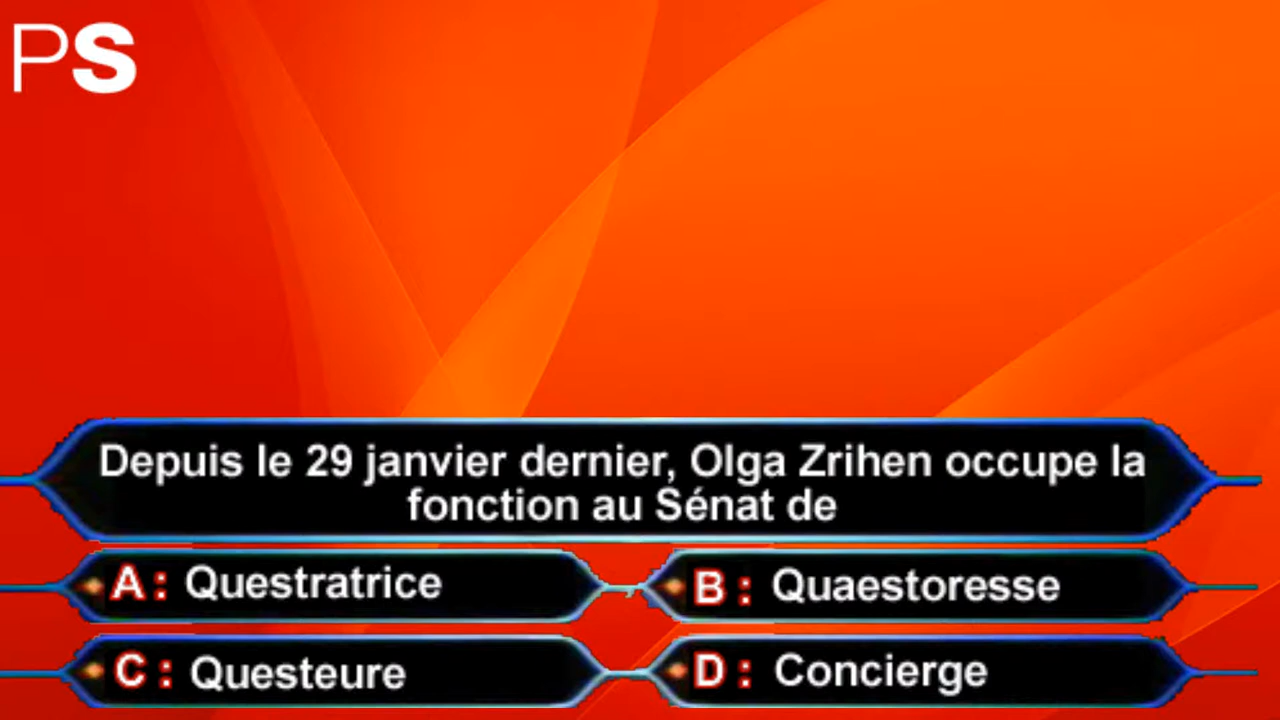 PS
Depuis le 29 janvier dernier, Olga Zrihen occupe la
fonction au Sénat de
A : Questratrice
B : Quaestoresse
C : Questeure
D : Concierge